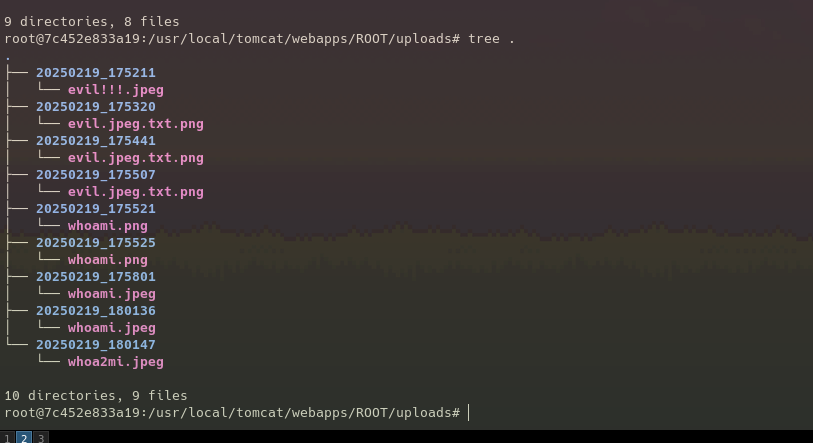 9 directories, 8 files
root@7c452e833a19:/usr/local/tomcat/webapps/ROOT/uploads# tree .
.
├── 20250219_175211
│   └── evil!!!.jpeg
├── 20250219_175320
│   └── evil.jpeg.txt.png
├── 20250219_175441
│   └── evil.jpeg.txt.png
├── 20250219_175507
│   └── evil.jpeg.txt.png
├── 20250219_175521
│   └── whoami.png
├── 20250219_175525
│   └── whoami.png
├── 20250219_175801
│   └── whoami.jpeg
├── 20250219_180136
│   └── whoami.jpeg
└── 20250219_180147
    └── whoa2mi.jpeg
10 directories, 9 files
root@7c452e833a19:/usr/local/tomcat/webapps/ROOT/uploads#
1 2 3